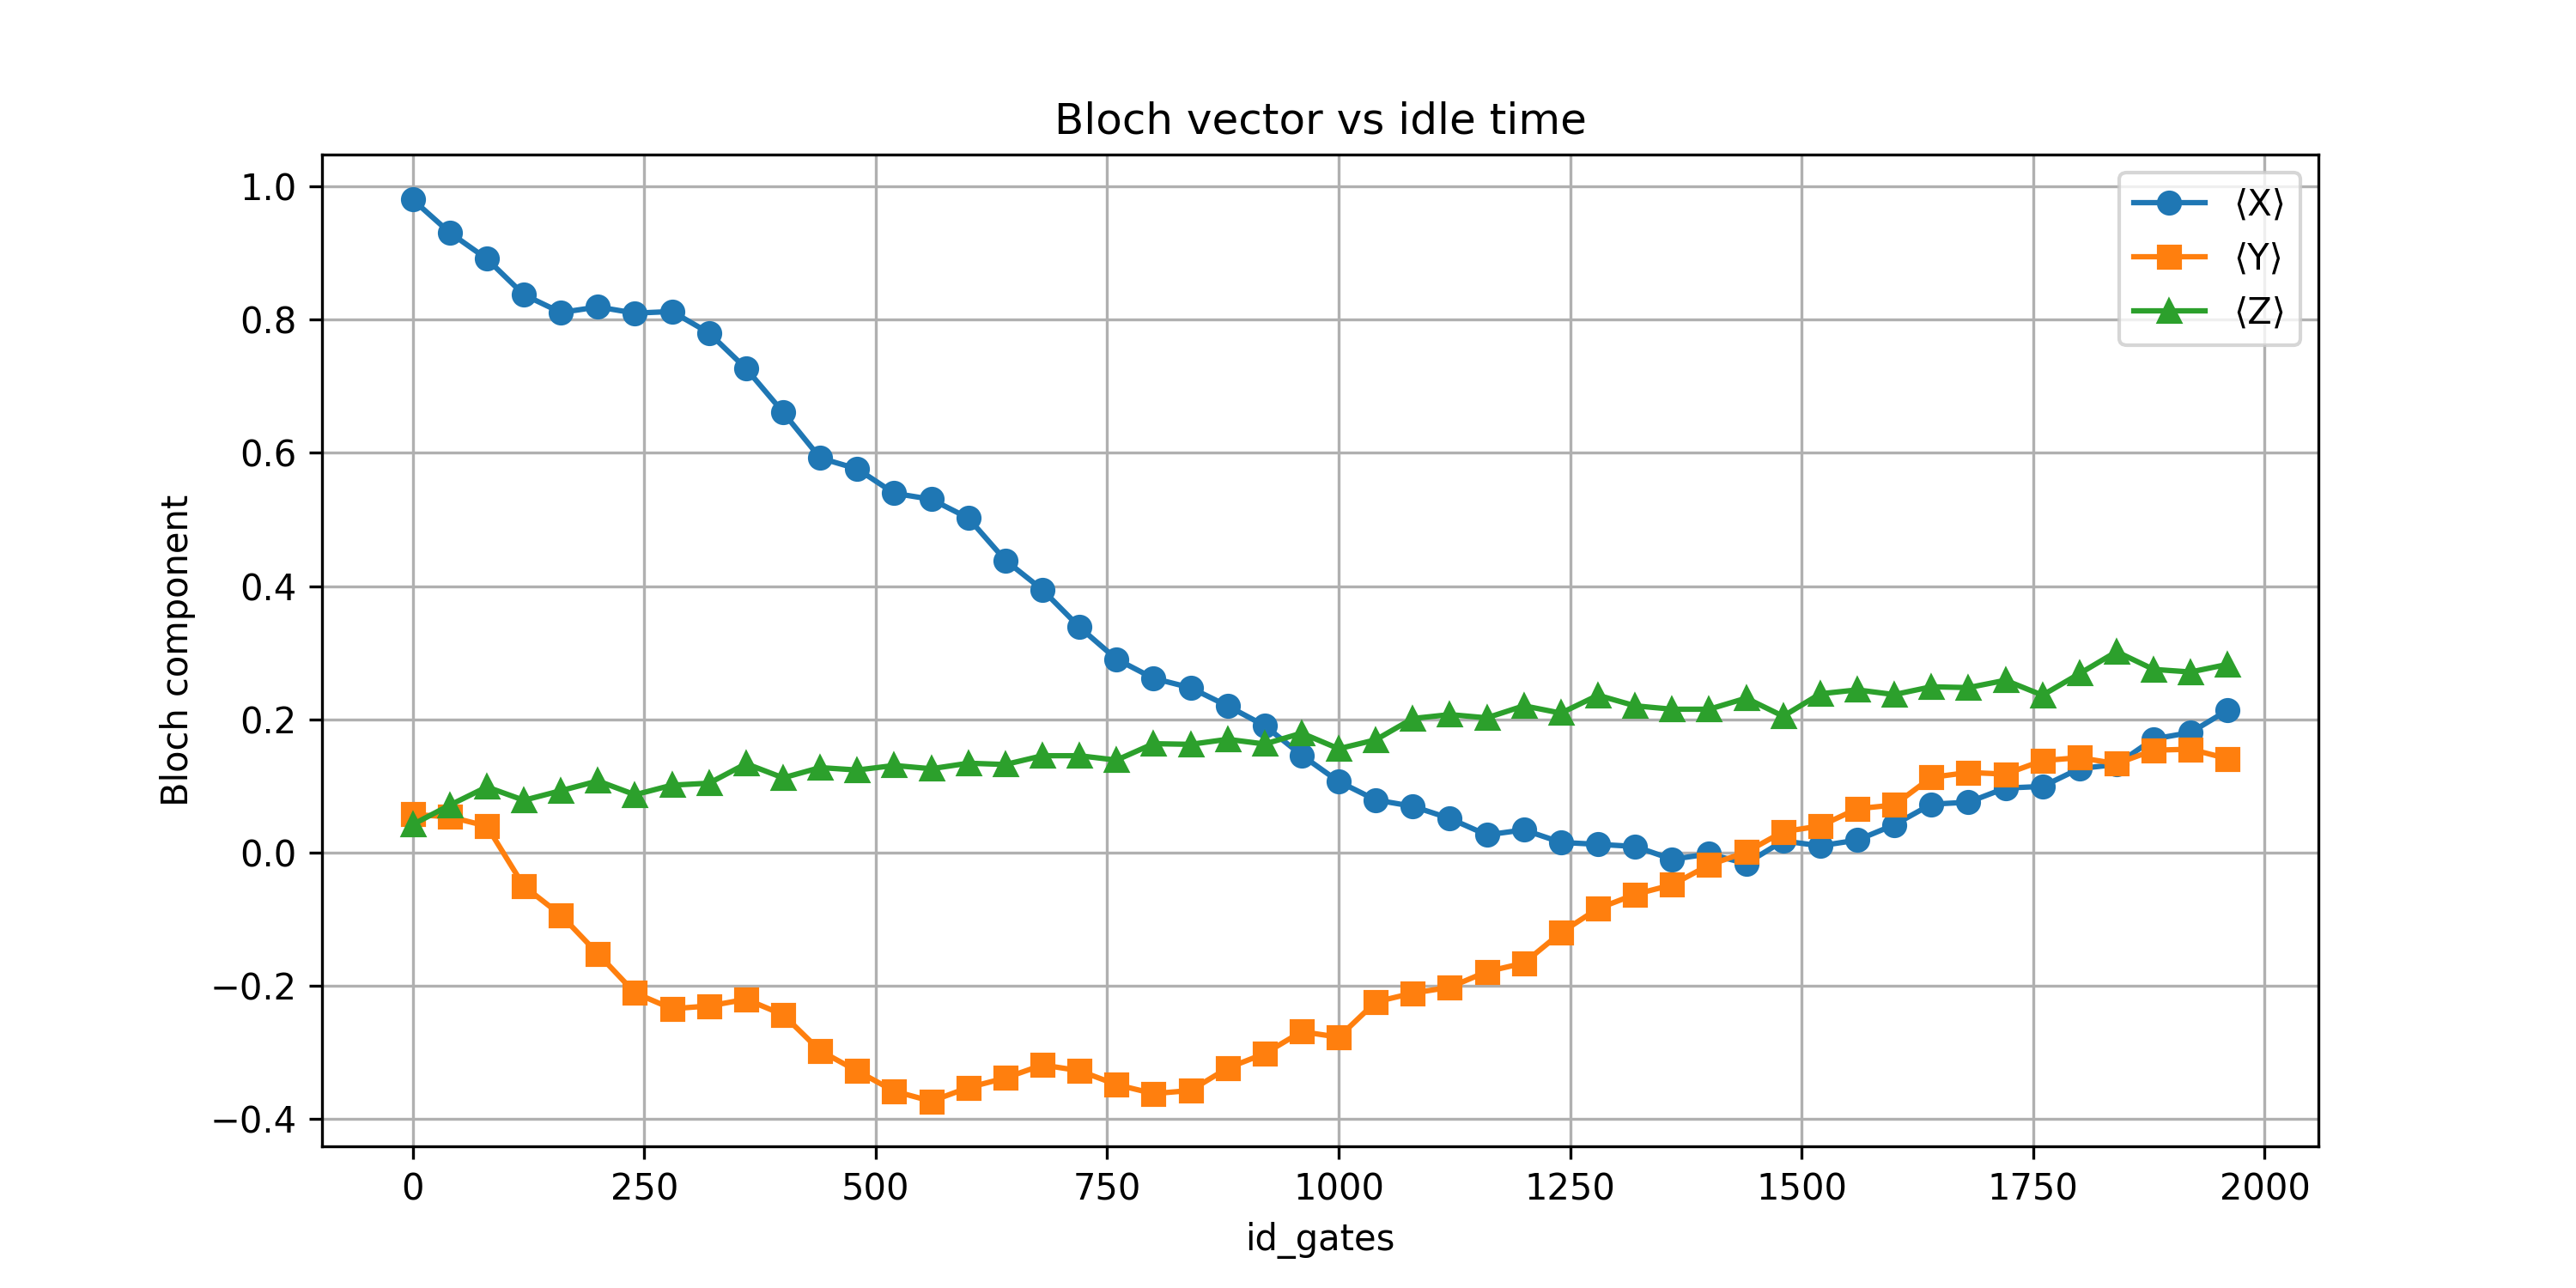 Bloch vector vs idle time
⟨X⟩
⟨Y⟩
⟨Z⟩
Bloch component
1.0
0.8
0.6
0.4
0.2
0.0
−0.2
−0.4
0 250 500 750 1000 1250 1500 1750 2000
id_gates